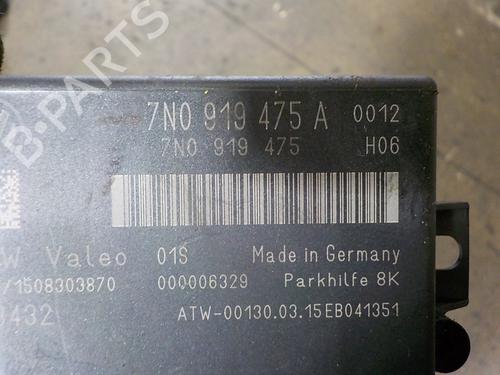 B-PARTS
7N0 919 475 A 0012
7N0 919 475 H06
Valeo 01S Made in Germany
/1508303870 000006329 Parkhilfe 8K
9432 ATW-00130.03.15EB041351